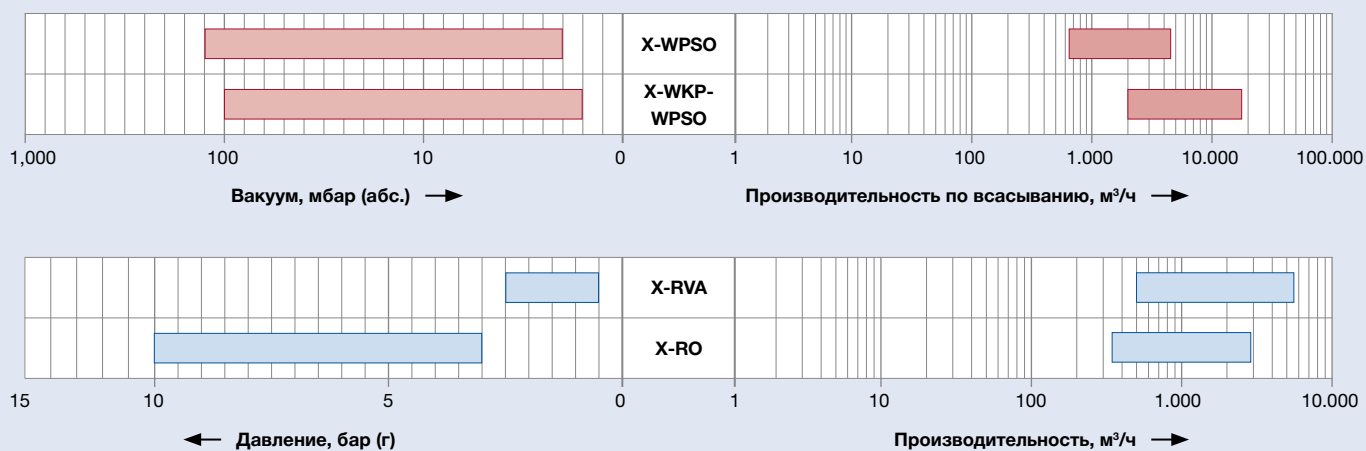 X-WPSO
X-WKP-
WPSO
1,000 100 10 0 1 10 100 1.000 10.000 100.000
Вакуум, мбар (абс.) → Производительность по всасыванию, м³/ч →
X-RVA
X-RO
15 10 5 0 1 10 100 1.000 10.000
← Давление, бар (г) Производительность, м³/ч →